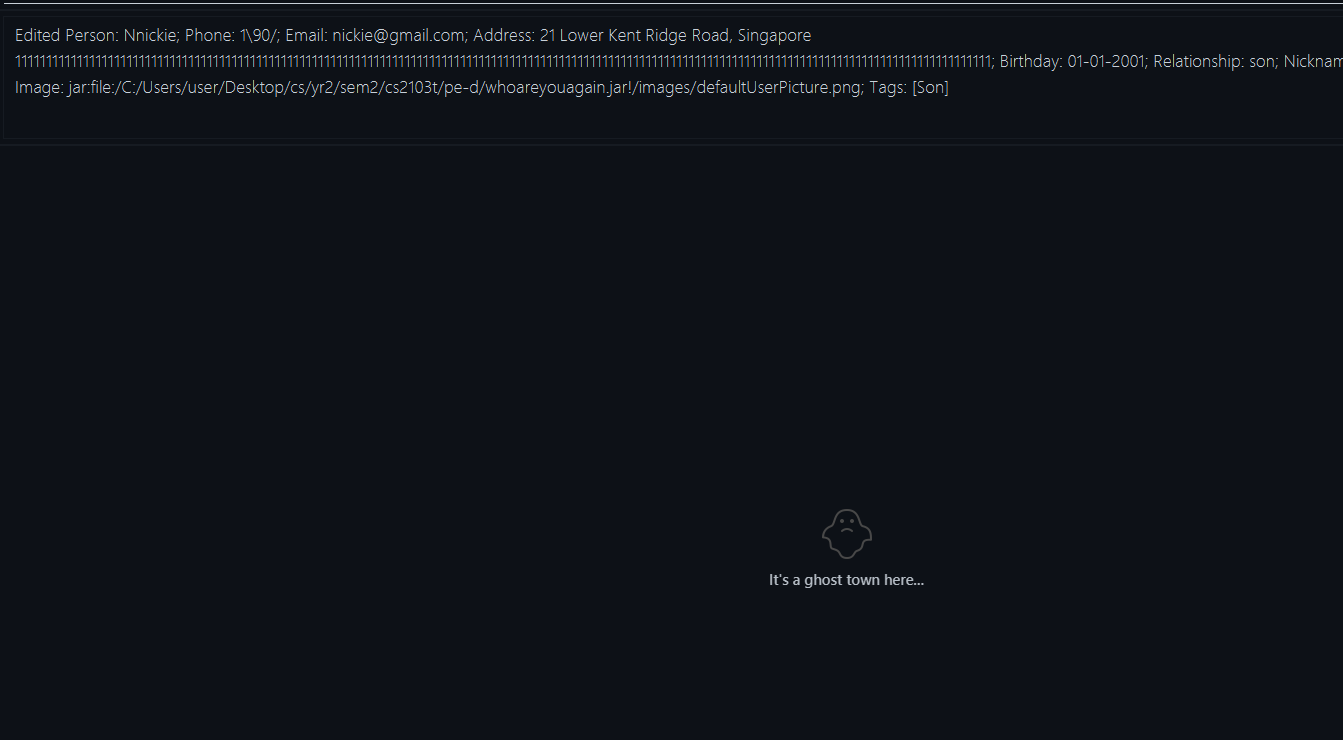 Edited Person: Nnickie; Phone: 1\90/; Email: nickie@gmail.com; Address: 21 Lower Kent Ridge Road, Singapore
; Birthday: 01-01-2001; Relationship: son; Nicknam
Image: jar:file:/C:/Users/user/Desktop/cs/yr2/sem2/cs2103t/pe-d/whoareyouagain.jar!/images/defaultUserPicture.png; Tags: [Son]
It's a ghost town here...